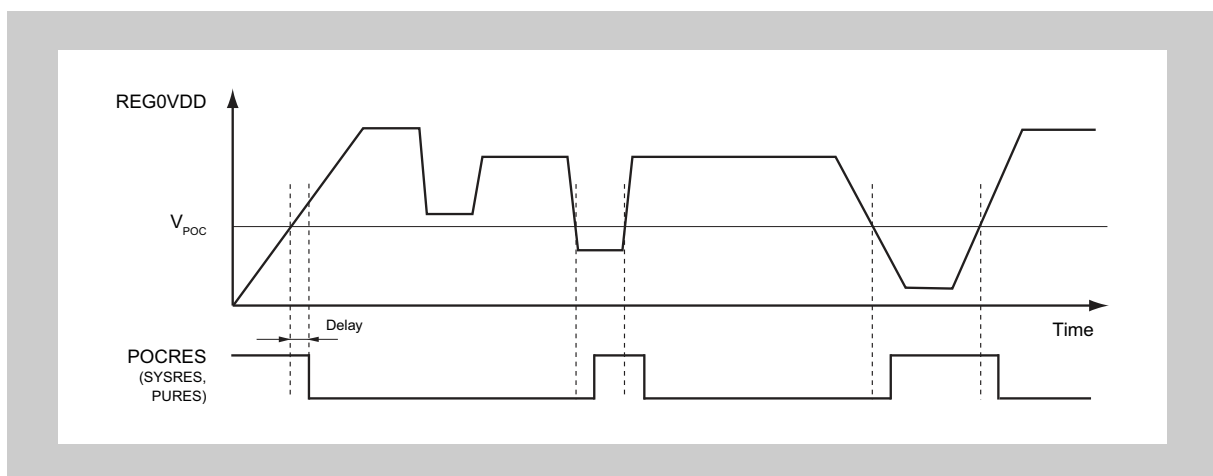 REG0VDD
V_POC
Delay
Time
POCRES
(SYSRES,
PURES)